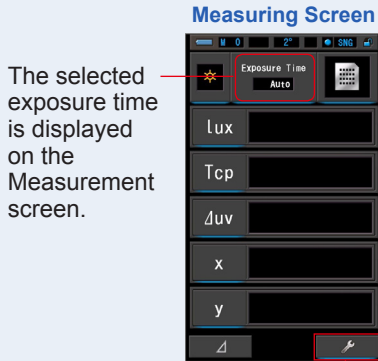 Measuring Screen
M 0 2° SNG
The selected
exposure time
is displayed
on the
Measurement
screen.
Exposure Time
Auto
lux
Tcp
⊿uv
x
y
⊿